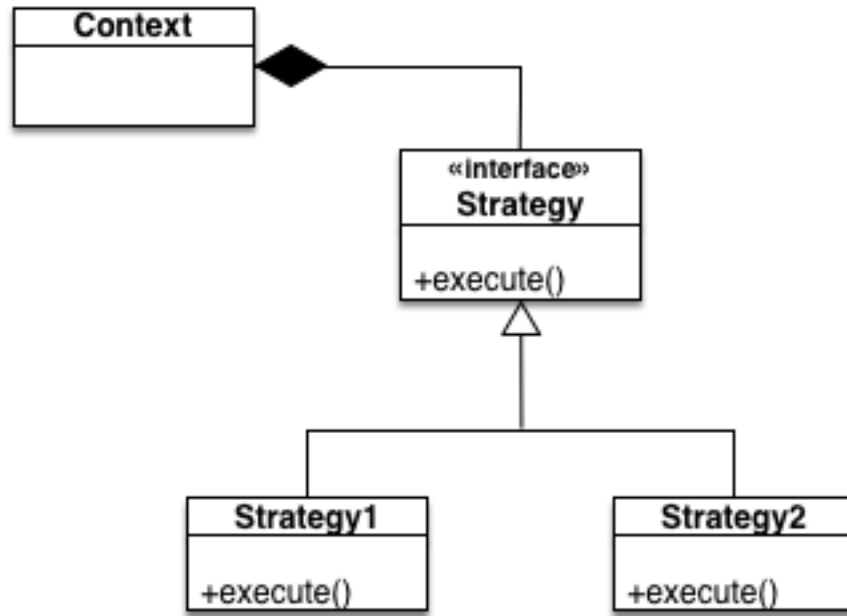 Context
«interface»
Strategy
+execute()
Strategy1
+execute()
Strategy2
+execute()